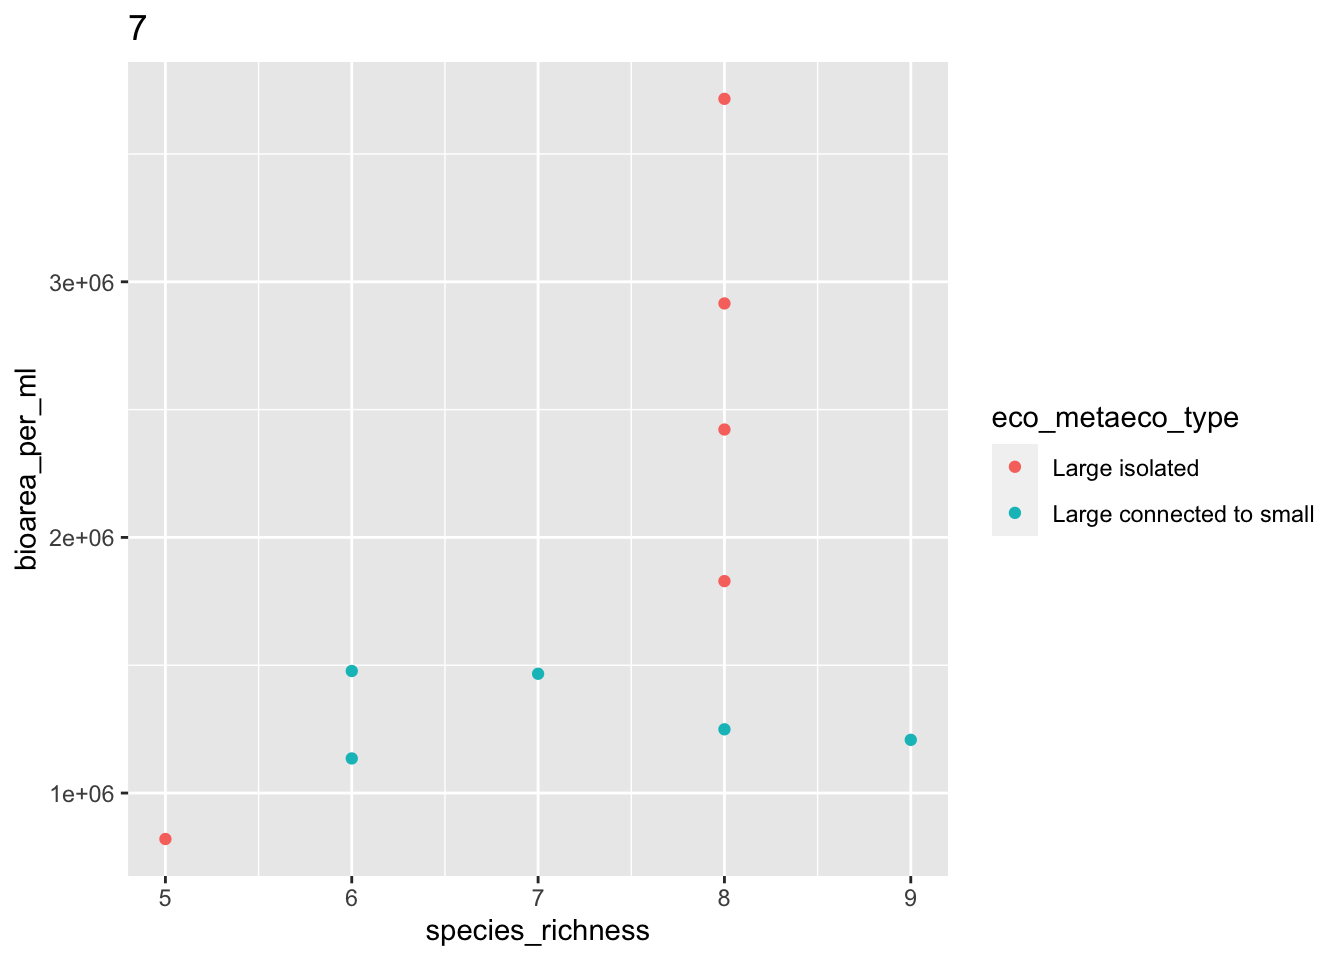 7
3e+06
2e+06
1e+06
bioarea_per_ml
5 6 7 8 9
species_richness
eco_metaeco_type
Large isolated
Large connected to small